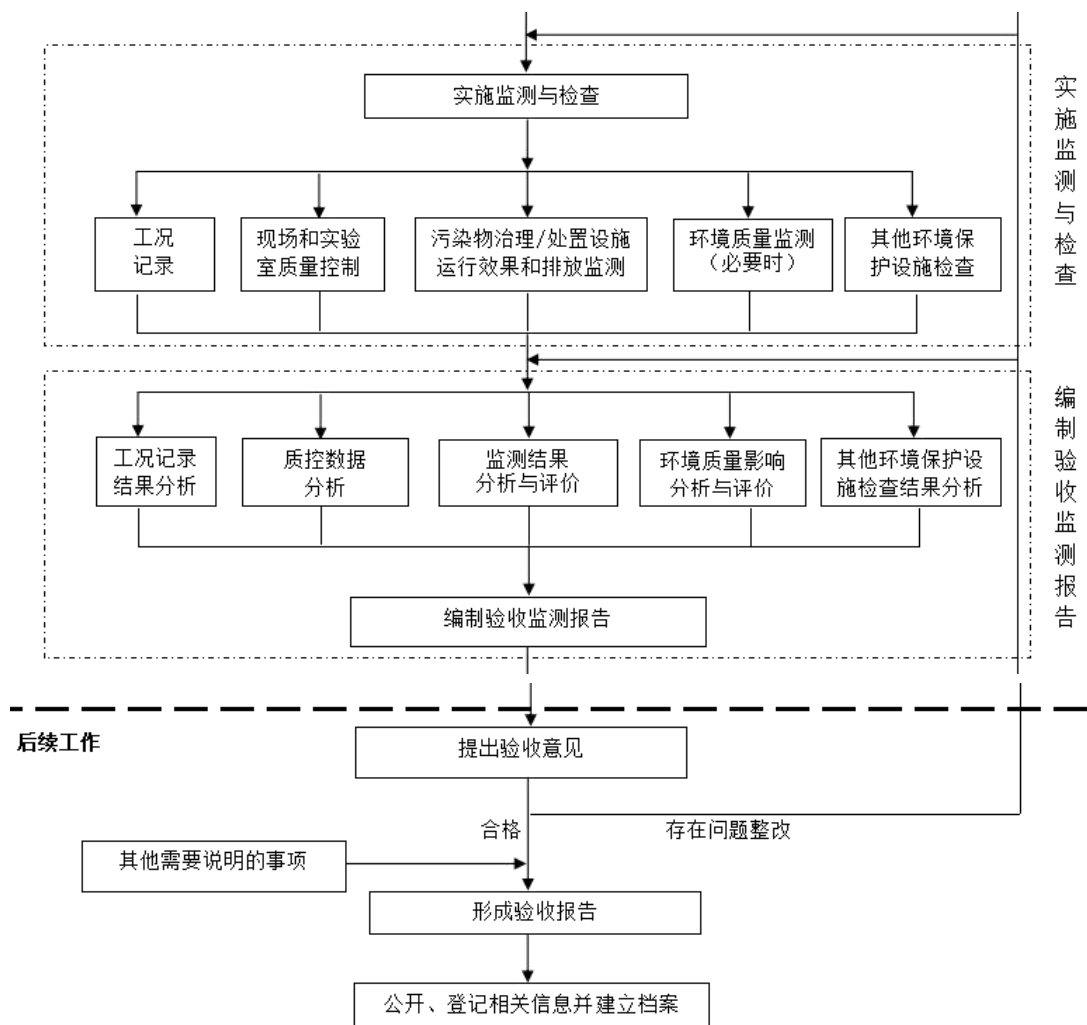 实施监测与检查
实施监测与检查
工况
记录
现场和实验
室质量控制
污染物治理/处置设施
运行效果和排放监测
环境质量监测
（必要时）
其他环境保
护设施检查
编制验收监测报告
工况记录
结果分析
质控数据
分析
监测结果
分析与评价
环境质量影响
分析与评价
其他环境保护设
施检查结果分析
编制验收监测报告
后续工作
提出验收意见
合格
存在问题整改
其他需要说明的事项
形成验收报告
公开、登记相关信息并建立档案